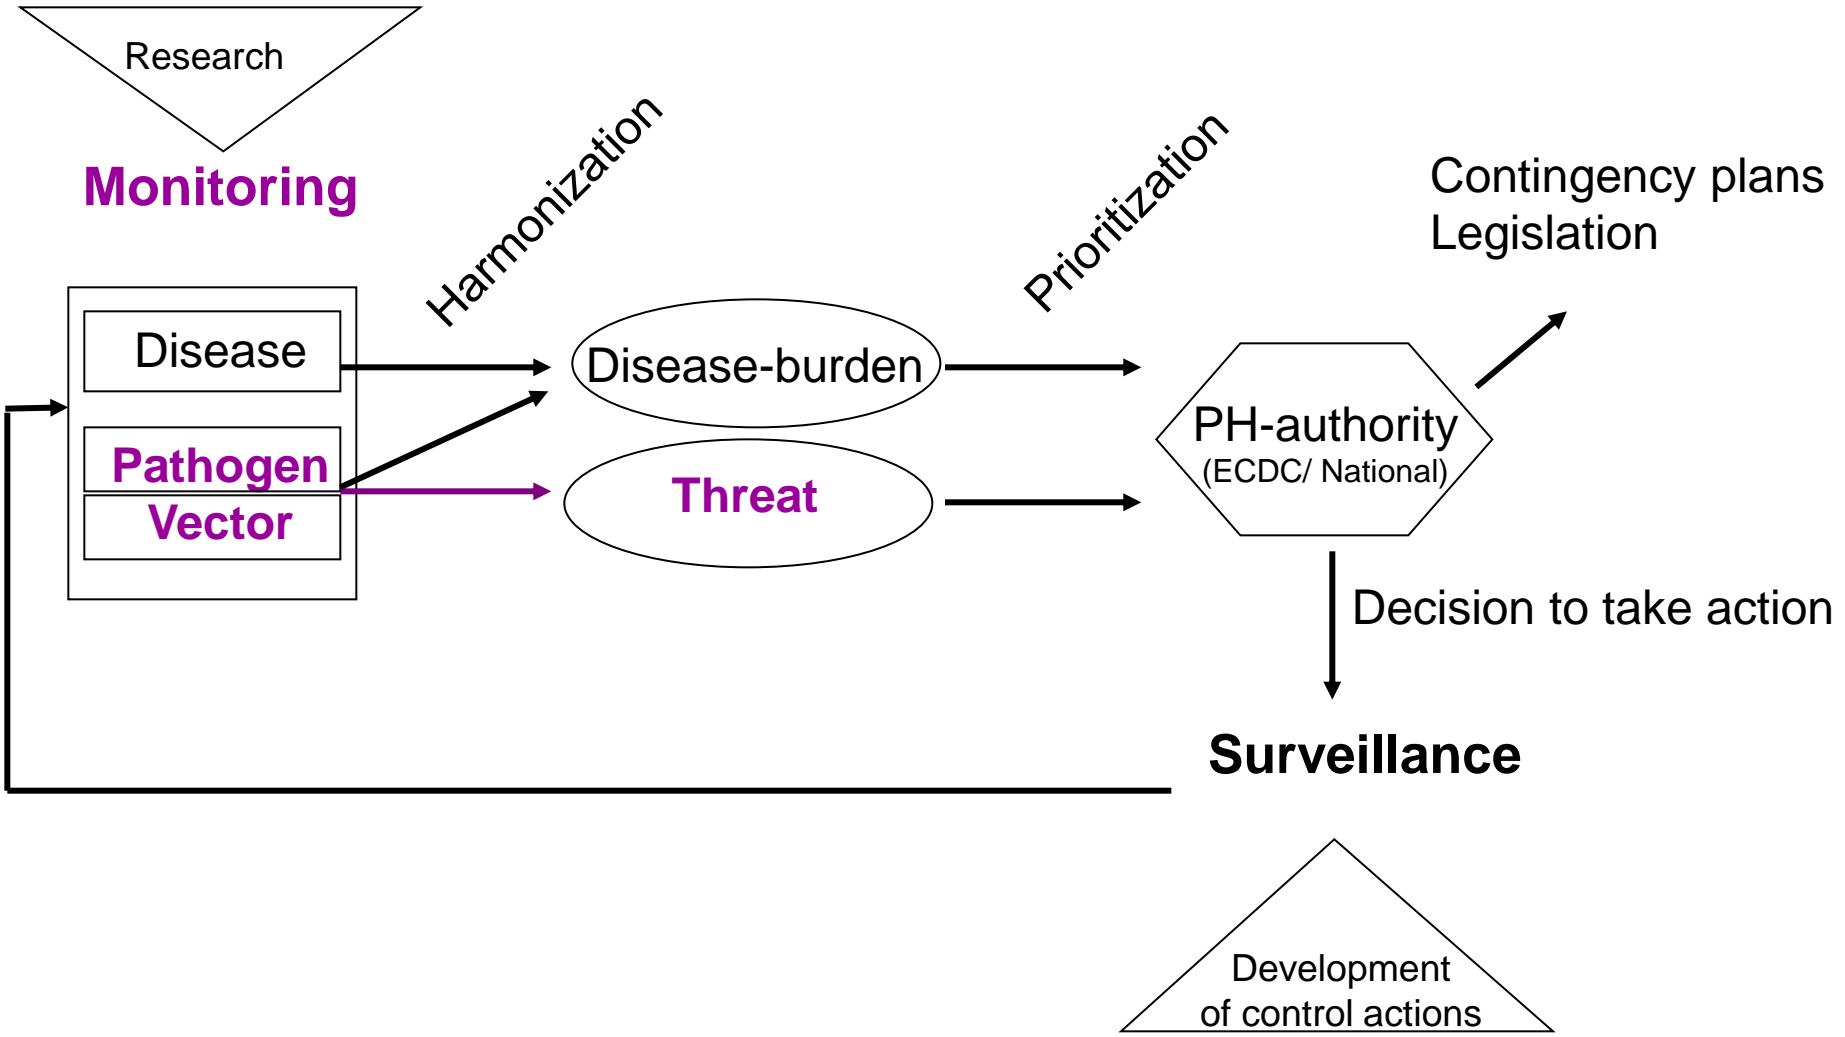 Research
Monitoring
Harmonization
Prioritization
Contingency plans
Legislation
Disease
Pathogen
Vector
Disease-burden
Threat
PH-authority
(ECDC/ National)
Decision to take action
Surveillance
Development
of control actions